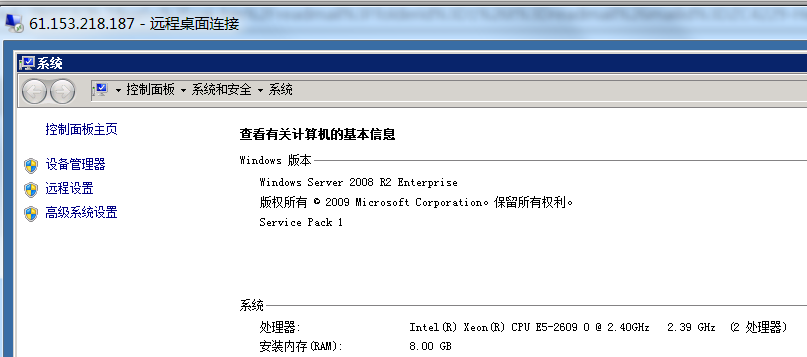 61.153.218.187 - 远程桌面连接
系统
控制面板 系统和安全 系统
控制面板主页
设备管理器
远程设置
高级系统设置
查看有关计算机的基本信息
Windows 版本
Windows Server 2008 R2 Enterprise
版权所有 © 2009 Microsoft Corporation。保留所有权利。
Service Pack 1
系统
处理器: Intel(R) Xeon(R) CPU E5-2609 0 @ 2.40GHz 2.39 GHz (2 处理器)
安装内存(RAM): 8.00 GB